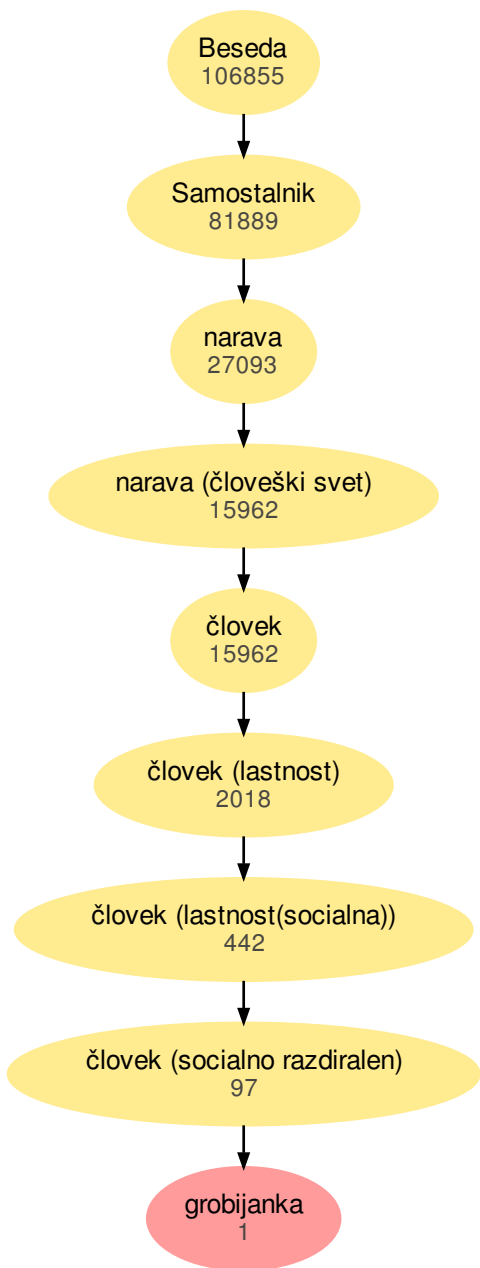 Beseda
106855
Samostalnik
81889
narava
27093
narava (človeški svet)
15962
človek
15962
človek (lastnost)
2018
človek (lastnost(socialna))
442
človek (socialno razdiralen)
97
grobijanka
1